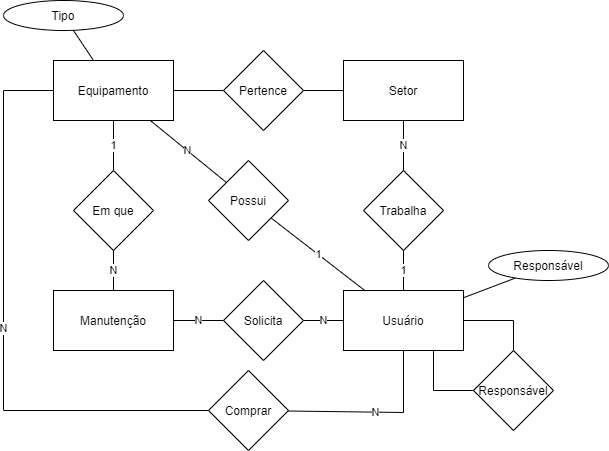 Tipo
Equipamento
Pertence
Setor
1
N
N
Possui
Em que
Trabalha
1
Responsável
N
1
Manutenção
N
Solicita
N
Usuário
N
Responsável
Comprar
N